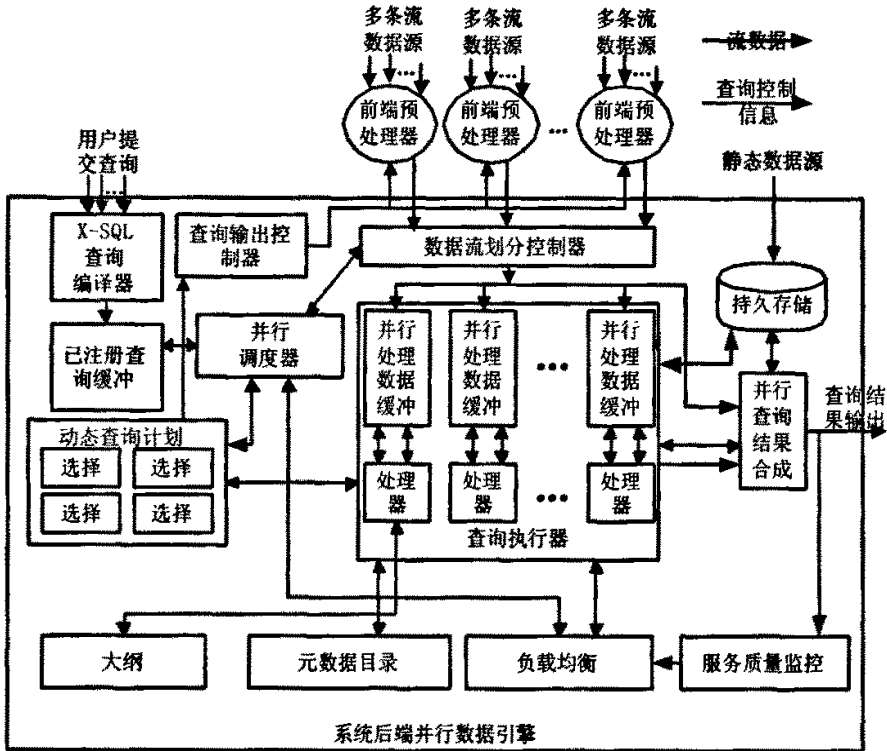 多条流
数据源
多条流
数据源
多条流
数据源
流数据
查询控制
信息
前端预
处理器
前端预
处理器
...
前端预
处理器
用户提
交查询
静态数据源
X-SQL
查询
编译器
查询输出控
制器
数据流划分控制器
持久存储
已注册查
询缓冲
并行
调度器
并行
处理
数据
缓冲
并行
处理
数据
缓冲
...
并行
处理
数据
缓冲
并行
查询
结果
合成
查询结
果输出
动态查询计划
选择
选择
选择
选择
处理
器
处理
器
...
处理
器
查询执行器
大纲
元数据目录
负载均衡
服务质量监控
系统后端并行数据引擎